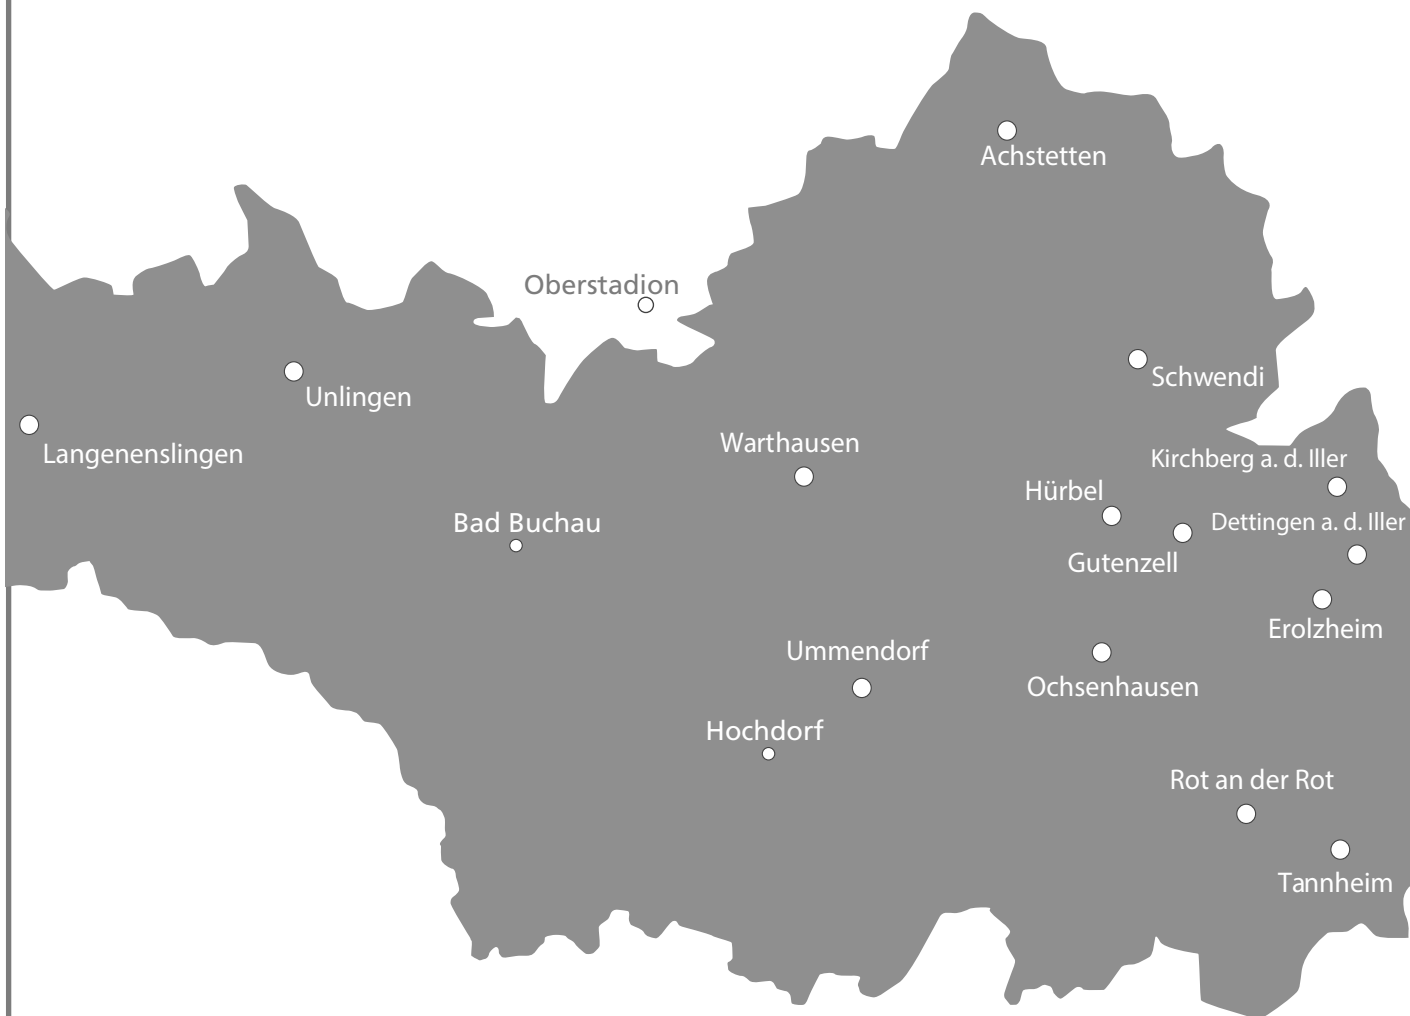 Achstetten
Oberstadion
Schwendi
Unlingen
Warthausen
Langenenslingen
Kirchberg a. d. Iller
Hürbel
Bad Buchau
Dettingen a. d. Iller
Gutenzell
Erolzheim
Ummendorf
Ochsenhausen
Hochdorf
Rot an der Rot
Tannheim